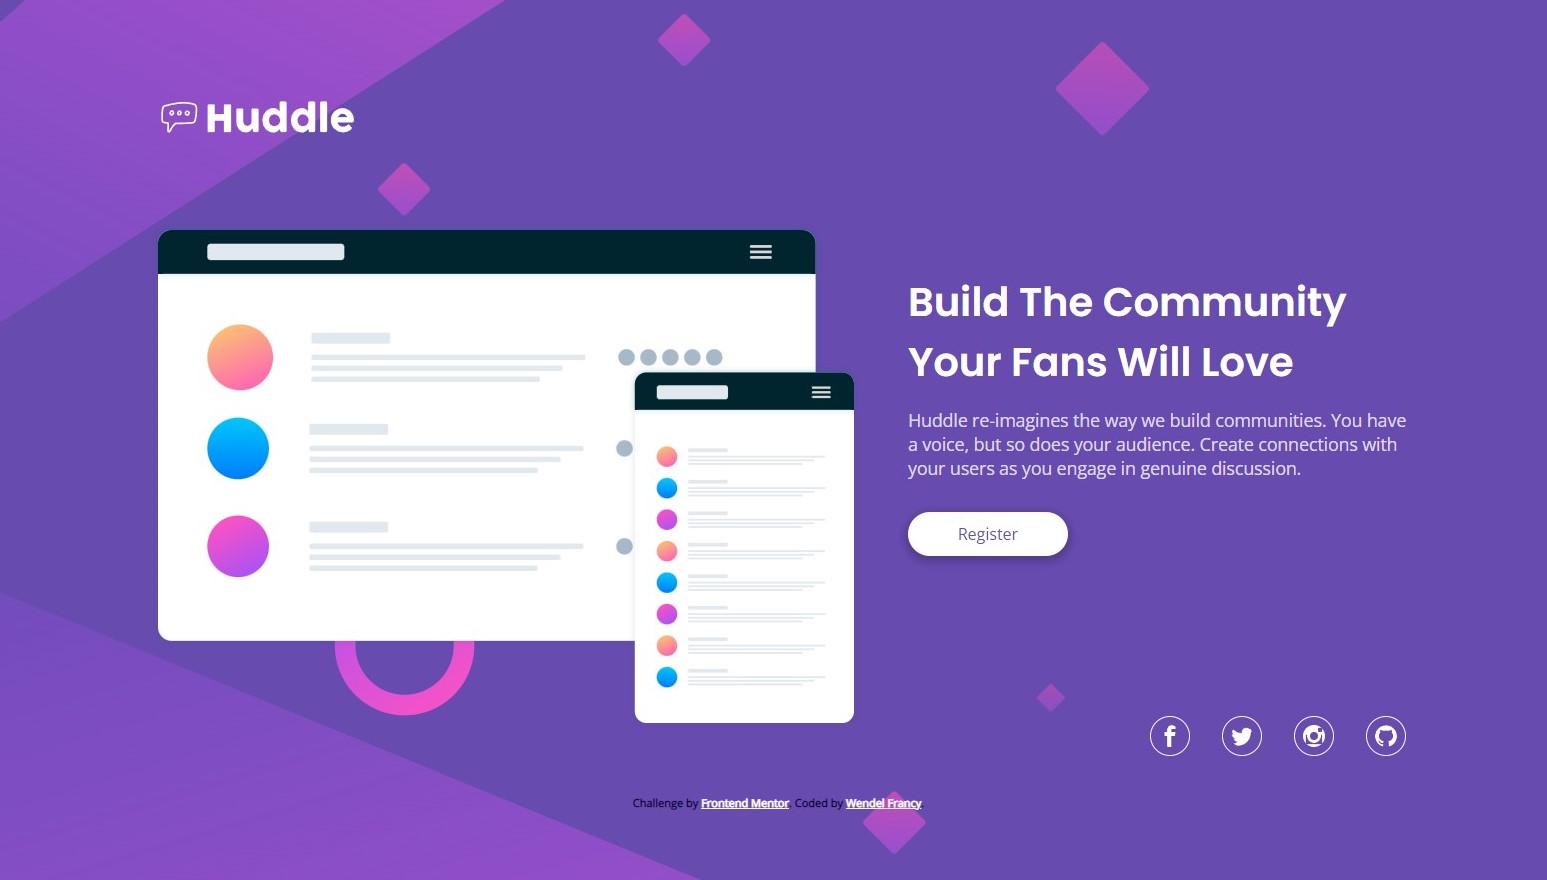 Huddle
Build The Community
Your Fans Will Love
Huddle re-imagines the way we build communities. You have
a voice, but so does your audience. Create connections with
your users as you engage in genuine discussion.
Register
Challenge by Frontend Mentor. Coded by Wendel Francy.